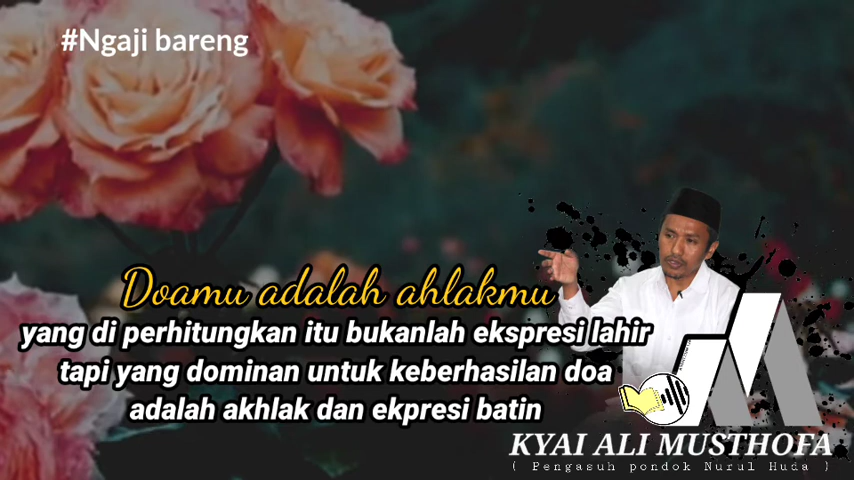 #Ngaji bareng
Doamu adalah ahlakmu
yang di perhitungkan itu bukanlah ekspresi lahir
tapi yang dominan untuk keberhasilan doa
adalah akhlak dan ekpresi batin
KYAI ALI MUSTHOFA
( Pengasuh pondok Nurul Huda )